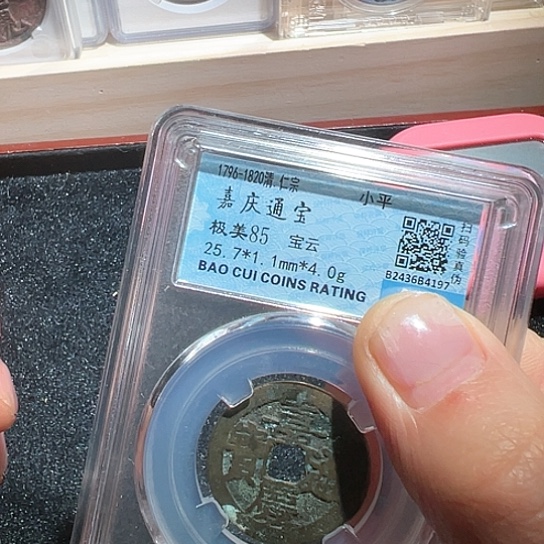 1796-1820清 仁宗
嘉庆通宝 小平
极美85 宝云
25.7*1.1mm*4.0g
BAO CUI COINS RATING
扫码验真伪
B2436B4197